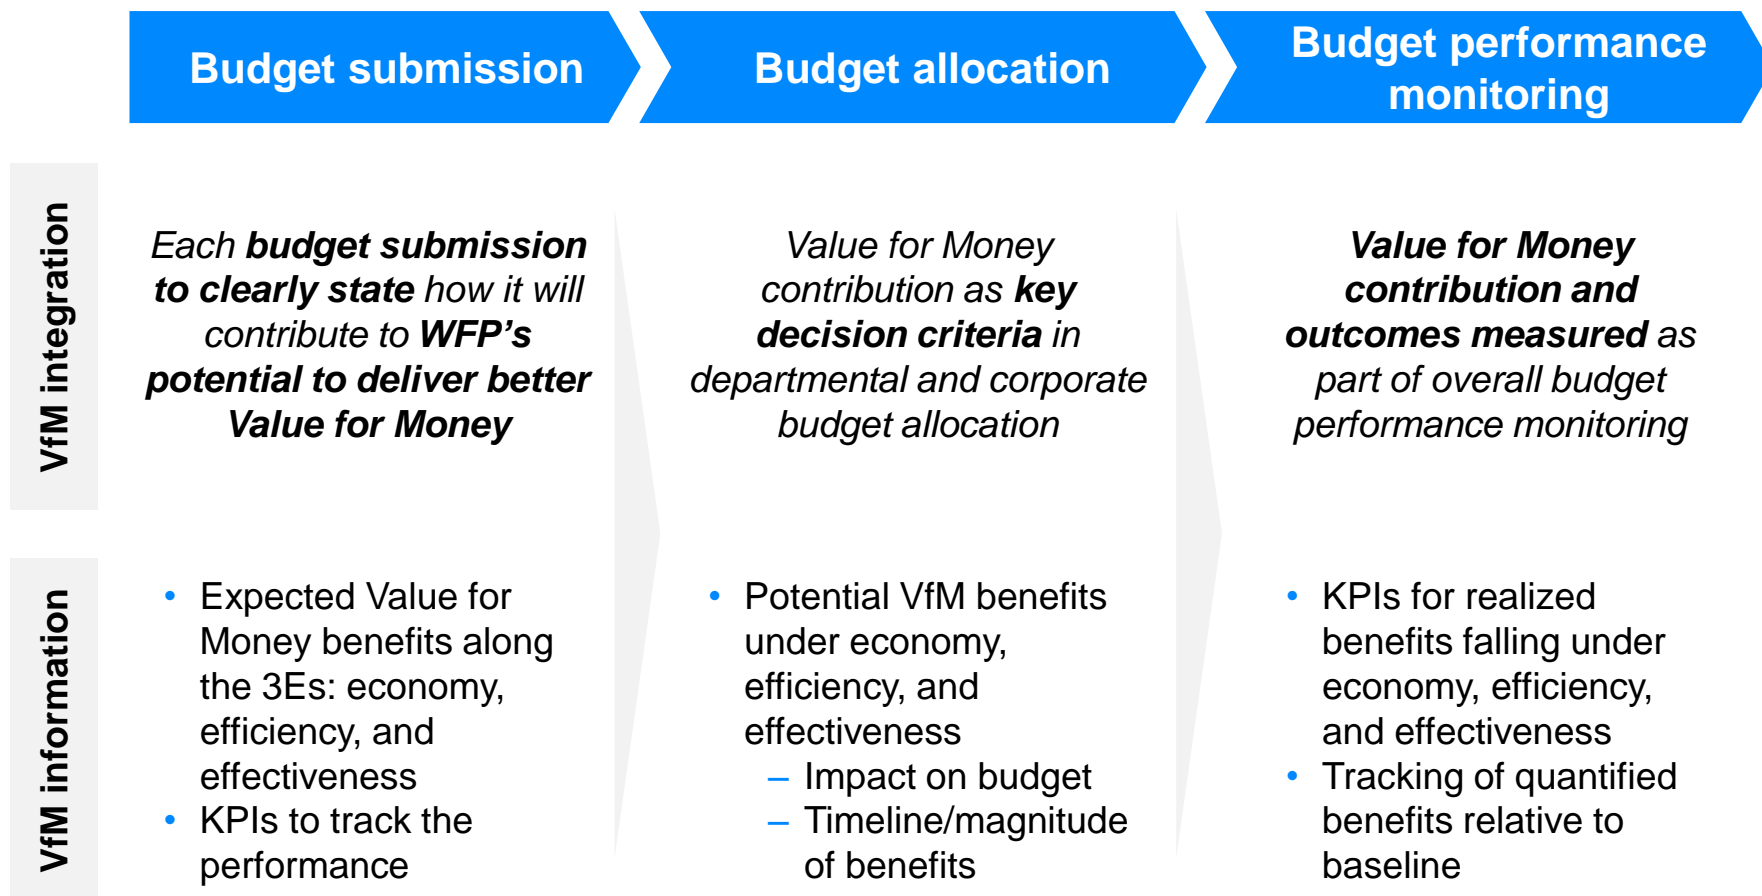 Budget submission
Budget allocation
Budget performance
monitoring
VfM integration
Each budget submission
to clearly state how it will
contribute to WFP’s
potential to deliver better
Value for Money
Value for Money
contribution as key
decision criteria in
departmental and corporate
budget allocation
Value for Money
contribution and
outcomes measured as
part of overall budget
performance monitoring
VfM information
• Expected Value for
Money benefits along
the 3Es: economy,
efficiency, and
effectiveness
• KPIs to track the
performance
• Potential VfM benefits
under economy,
efficiency, and
effectiveness
– Impact on budget
– Timeline/magnitude
of benefits
• KPIs for realized
benefits falling under
economy, efficiency,
and effectiveness
• Tracking of quantified
benefits relative to
baseline